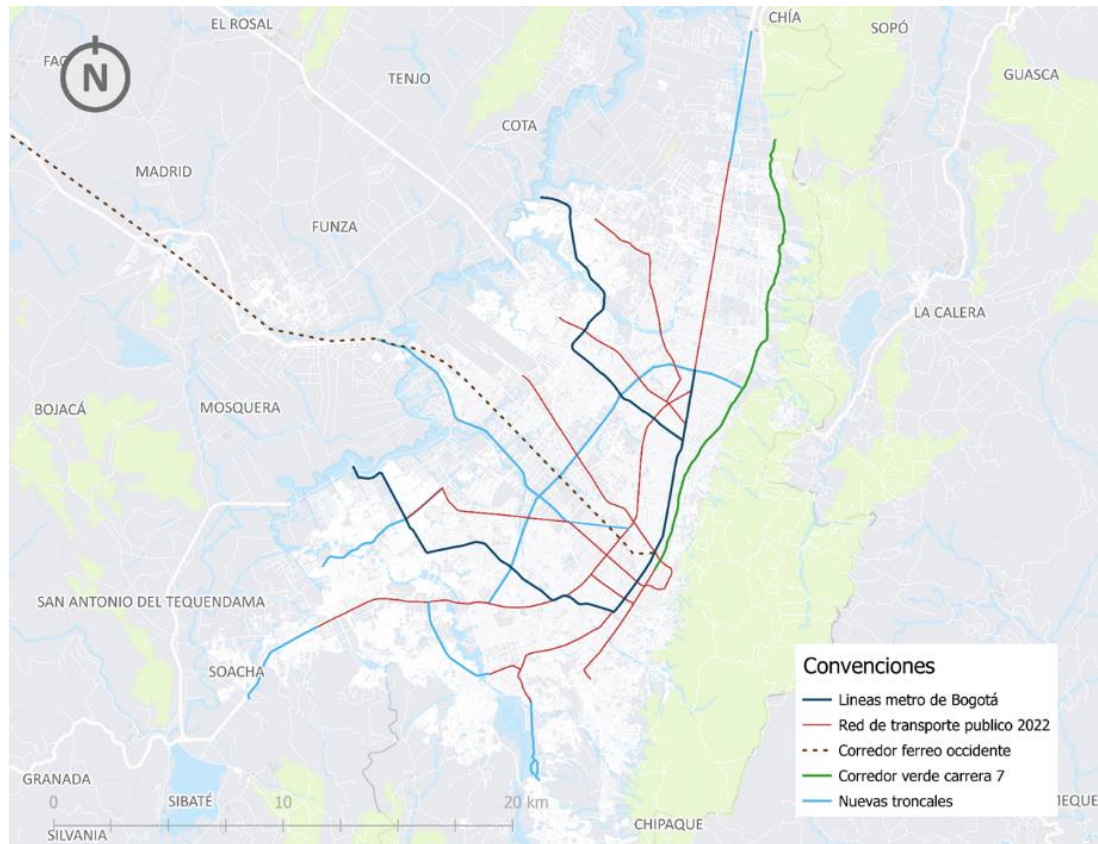 CHÍA
EL ROSAL
SOPÓ
FAC
N
TENJO
GUASCA
COTA
MADRID
FUNZA
LA CALERA
BOJACÁ
MOSQUERA
SAN ANTONIO DEL TEQUENDAMA
SOACHA
Convenciones
Lineas metro de Bogotá
Red de transporte publico 2022
Corredor ferreo occidente
Corredor verde carrera 7
Nuevas troncales
GRANADA
0 10 20 km
SIBATÉ
MEQUE
CHIPAQUE
SILVANIA